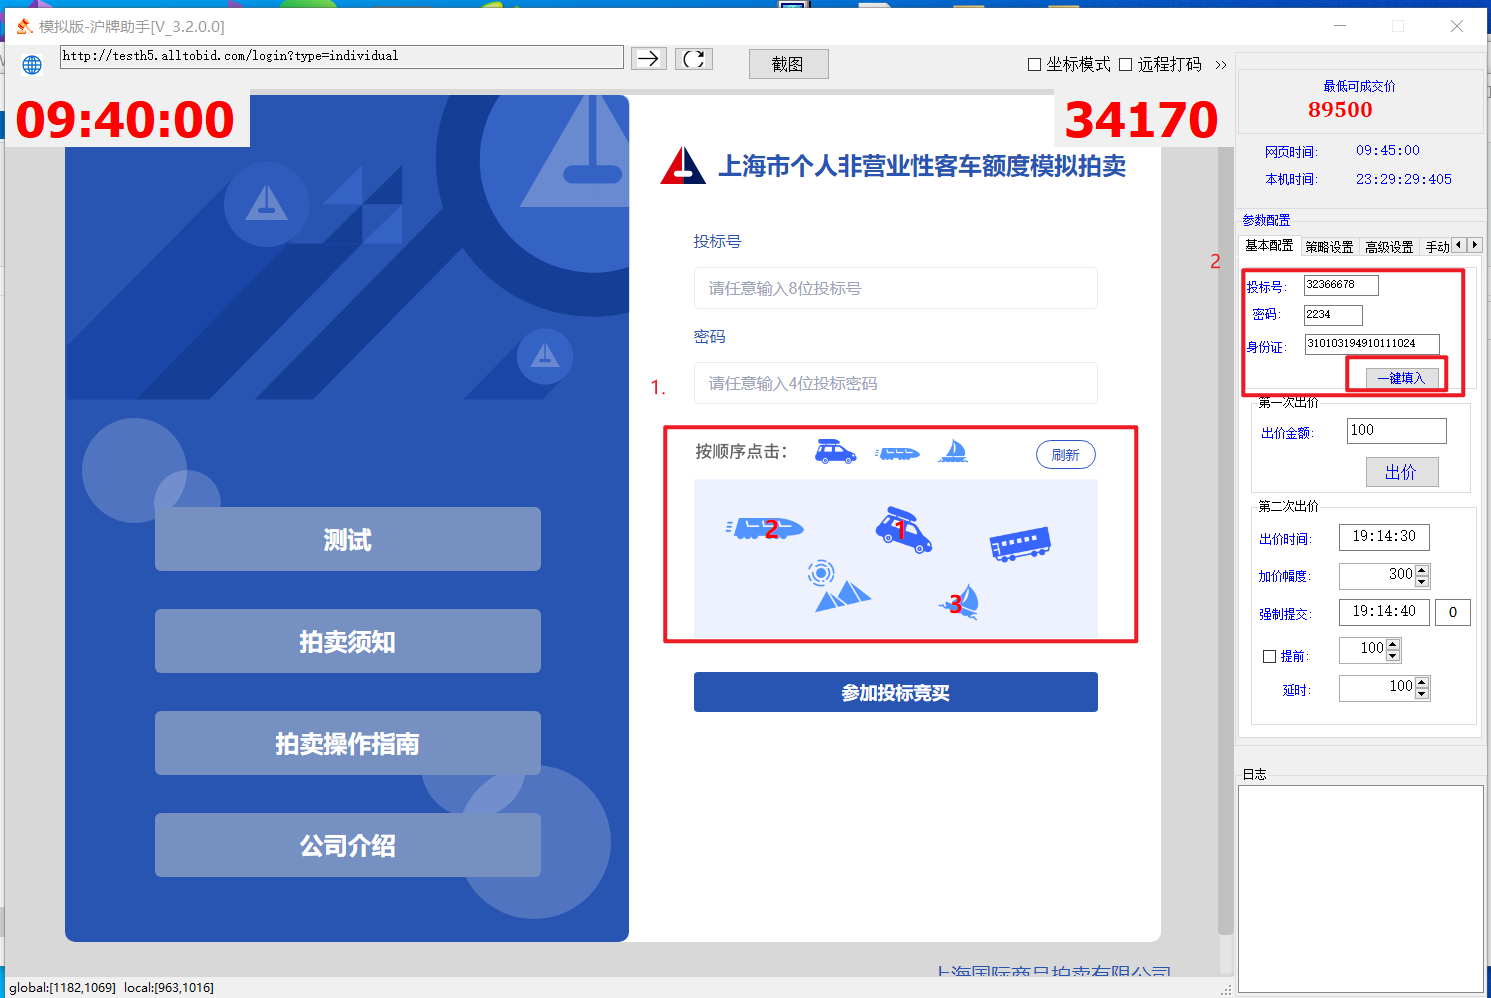 模拟版-沪牌助手[V_3.2.0.0]
http://testh5.alltobid.com/login?type=individual
截图
坐标模式
远程打码
>>
09:40:00
34170
上海市个人非营业性客车额度模拟拍卖
投标号
请任意输入8位投标号
密码
请任意输入4位投标密码
1.
按顺序点击：
刷新
2
1
3
参加投标竞买
测试
拍卖须知
拍卖操作指南
公司介绍
上海国际商品拍卖有限公司
global:[1182,1069] local:[963,1016]
最低可成交价
89500
网页时间: 09:45:00
本机时间: 23:29:29:405
参数配置
基本配置 策略设置 高级设置 手动
2
投标号: 32366678
密码: 2234
身份证: 310103194910111024
一键填入
第一次出价
出价金额: 100
出价
第二次出价
出价时间: 19:14:30
加价幅度: 300
强制提交: 19:14:40 0
提前: 100
延时: 100
日志